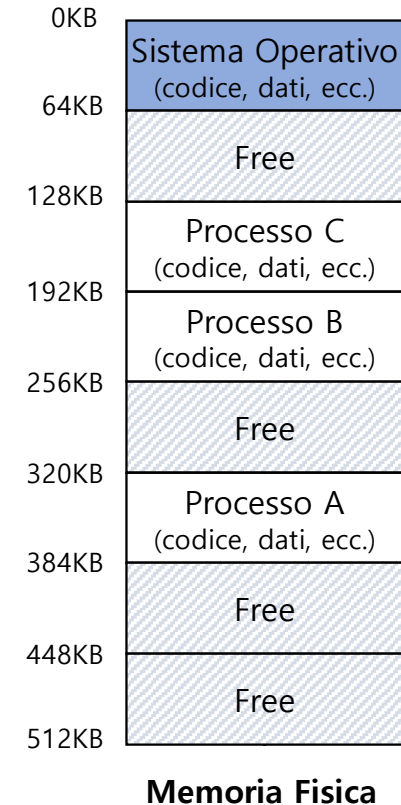 0KB
Sistema Operativo
(codice, dati, ecc.)
64KB
Free
128KB
Processo C
(codice, dati, ecc.)
192KB
Processo B
(codice, dati, ecc.)
256KB
Free
320KB
Processo A
(codice, dati, ecc.)
384KB
Free
448KB
Free
512KB
Memoria Fisica